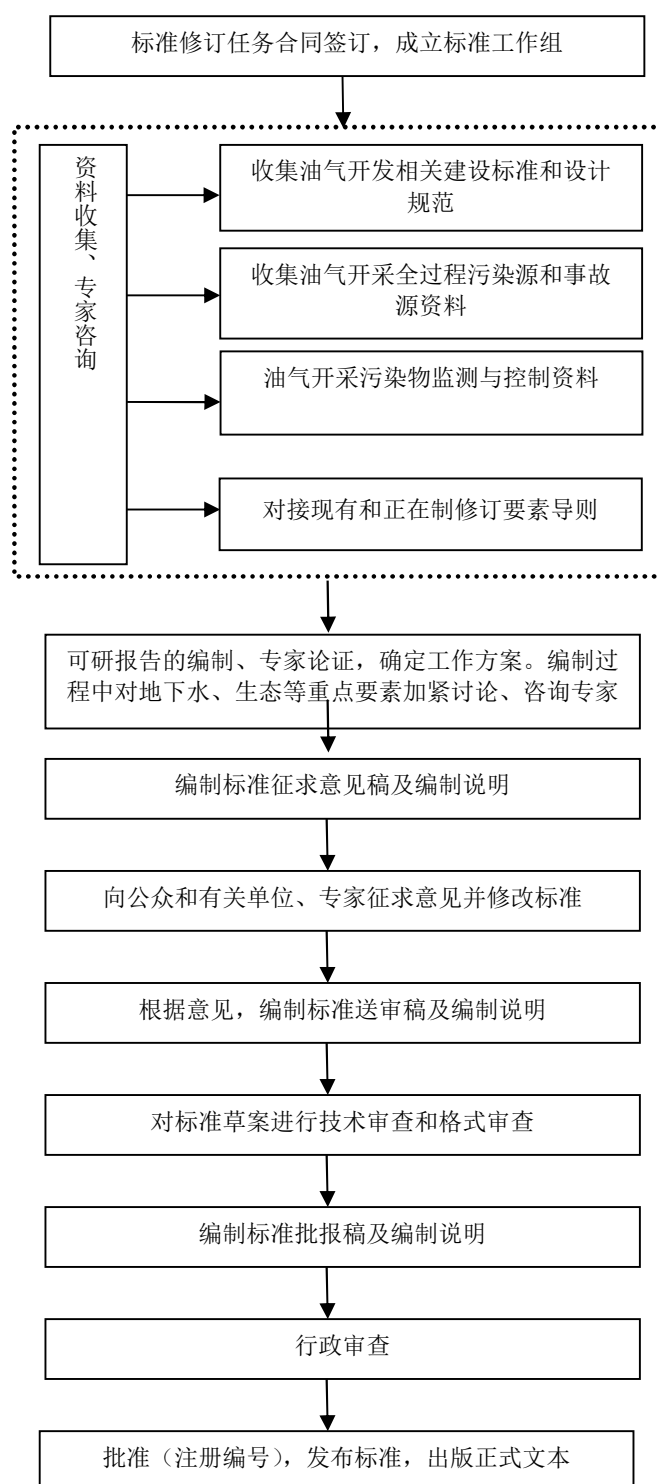 标准修订任务合同签订，成立标准工作组
资料收集、专家咨询
收集油气开发相关建设标准和设计
规范
收集油气开采全过程污染源和事故
源资料
油气开采污染物监测与控制资料
对接现有和正在制修订要素导则
可研报告的编制、专家论证，确定工作方案。编制过
程中对地下水、生态等重点要素加紧讨论、咨询专家
编制标准征求意见稿及编制说明
向公众和有关单位、专家征求意见并修改标准
根据意见，编制标准送审稿及编制说明
对标准草案进行技术审查和格式审查
编制标准批报稿及编制说明
行政审查
批准（注册编号），发布标准，出版正式文本